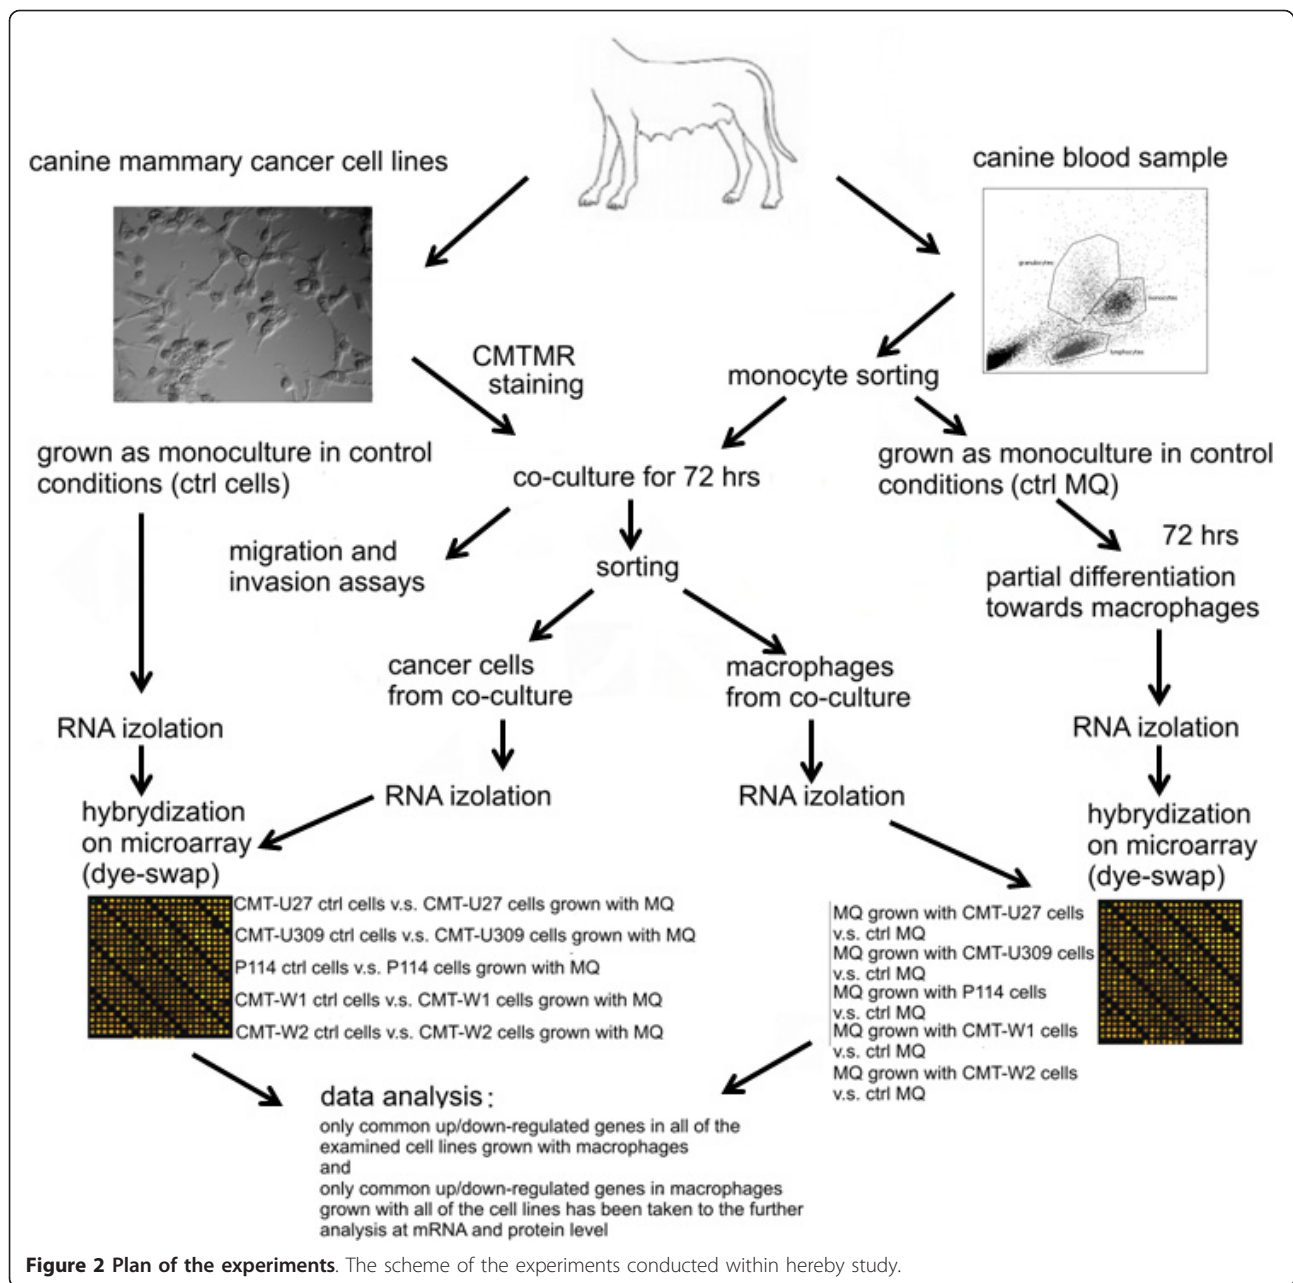 canine mammary cancer cell lines
canine blood sample
granulocytes
monocytes
lymphocytes
CMTMR
staining
monocyte sorting
grown as monoculture in control
conditions (ctrl cells)
co-culture for 72 hrs
grown as monoculture in control
conditions (ctrl MQ)
migration and
invasion assays
sorting
72 hrs
partial differentiation
towards macrophages
cancer cells
from co-culture
macrophages
from co-culture
RNA izolation
RNA izolation
RNA izolation
RNA izolation
hybrydization
on microarray
(dye-swap)
hybrydization
on microarray
(dye-swap)
CMT-U27 ctrl cells v.s. CMT-U27 cells grown with MQ
CMT-U309 ctrl cells v.s. CMT-U309 cells grown with MQ
P114 ctrl cells v.s. P114 cells grown with MQ
CMT-W1 ctrl cells v.s. CMT-W1 cells grown with MQ
CMT-W2 ctrl cells v.s. CMT-W2 cells grown with MQ
MQ grown with CMT-U27 cells
v.s. ctrl MQ
MQ grown with CMT-U309 cells
v.s. ctrl MQ
MQ grown with P114 cells
v.s. ctrl MQ
MQ grown with CMT-W1 cells
v.s. ctrl MQ
MQ grown with CMT-W2 cells
v.s. ctrl MQ
data analysis:
only common up/down-regulated genes in all of the
examined cell lines grown with macrophages
and
only common up/down-regulated genes in macrophages
grown with all of the cell lines has been taken to the further
analysis at mRNA and protein level
Figure 2 Plan of the experiments. The scheme of the experiments conducted within hereby study.